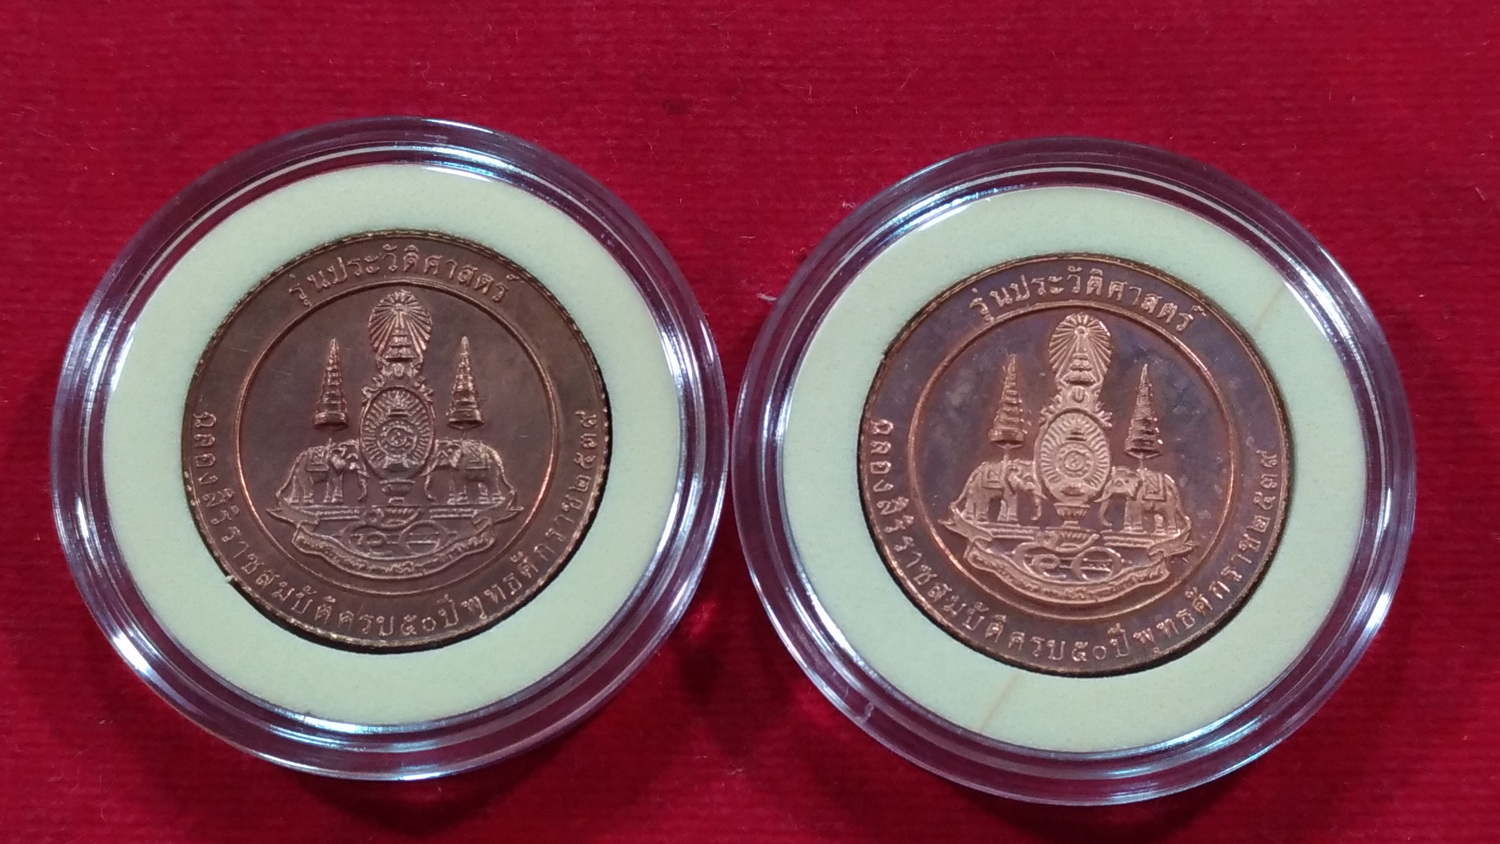 รุ่นประวัติศาสตร์
ฉลองสิริราชสมบัติครบ๕๐ปีพุทธศักราช๒๕๓๙
รุ่นประวัติศาสตร์
ฉลองสิริราชสมบัติครบ๕๐ปีพุทธศักราช๒๕๓๙